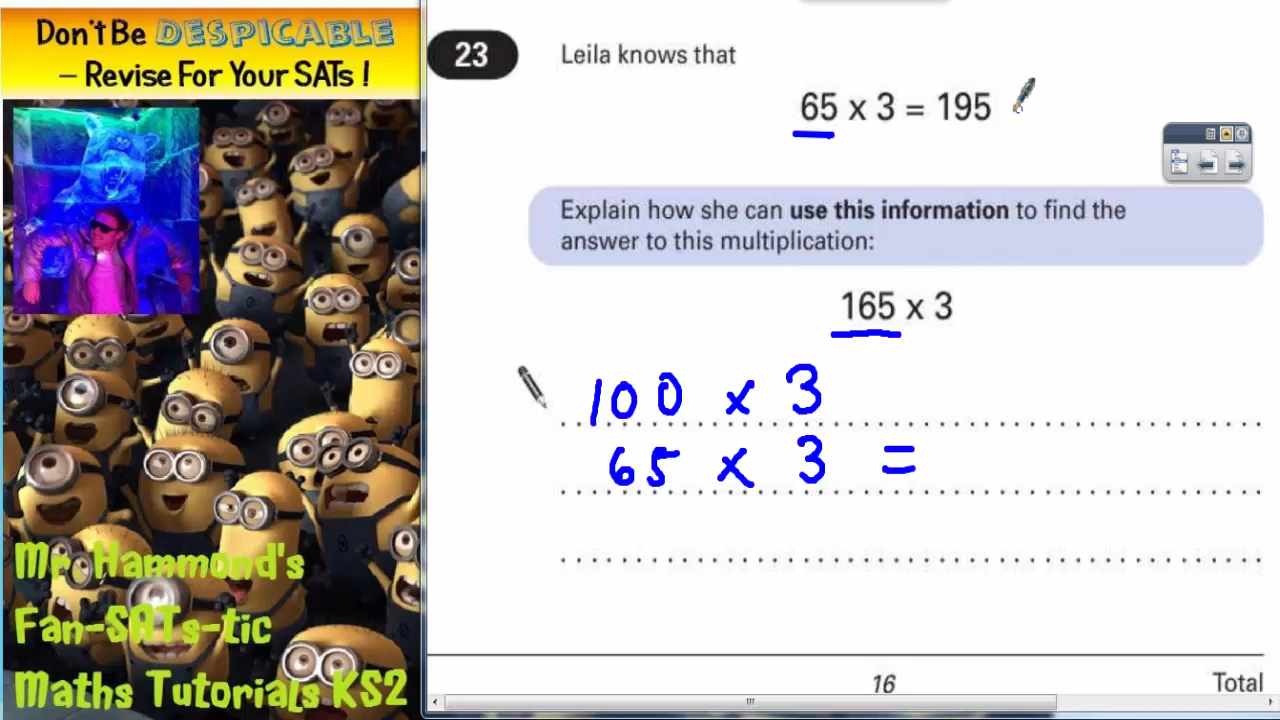 Don't Be DESPICABLE
– Revise For Your SATs !
Mr. Hammond's
Fan-SATs-tic
Maths Tutorials KS2
23
Leila knows that
65 x 3 = 195
Explain how she can use this information to find the
answer to this multiplication:
165 x 3
100 x 3
65 x 3 =
16
Total